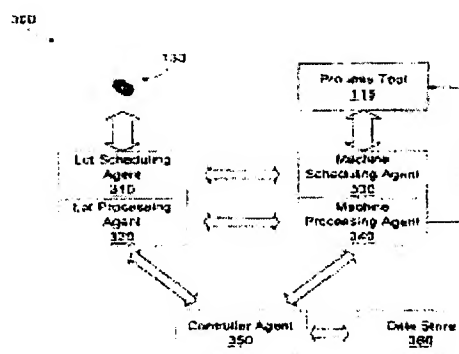 300
130
Process Tool
115
Lot Scheduling
Agent
310
Lot Processing
Agent
320
Machine
Scheduling Agent
330
Machine
Processing Agent
340
Controller Agent
350
Data Store
360